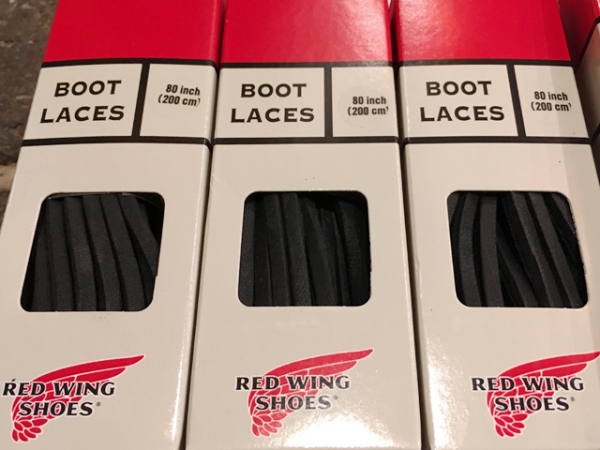 BOOT
LACES
80 inch
(200 cm)
RED WING
SHOES®
BOOT
LACES
80 inch
(200 cm)
RED WING
SHOES®
BOOT
LACES
80 inch
(200 cm)
RED WING
SHOES®